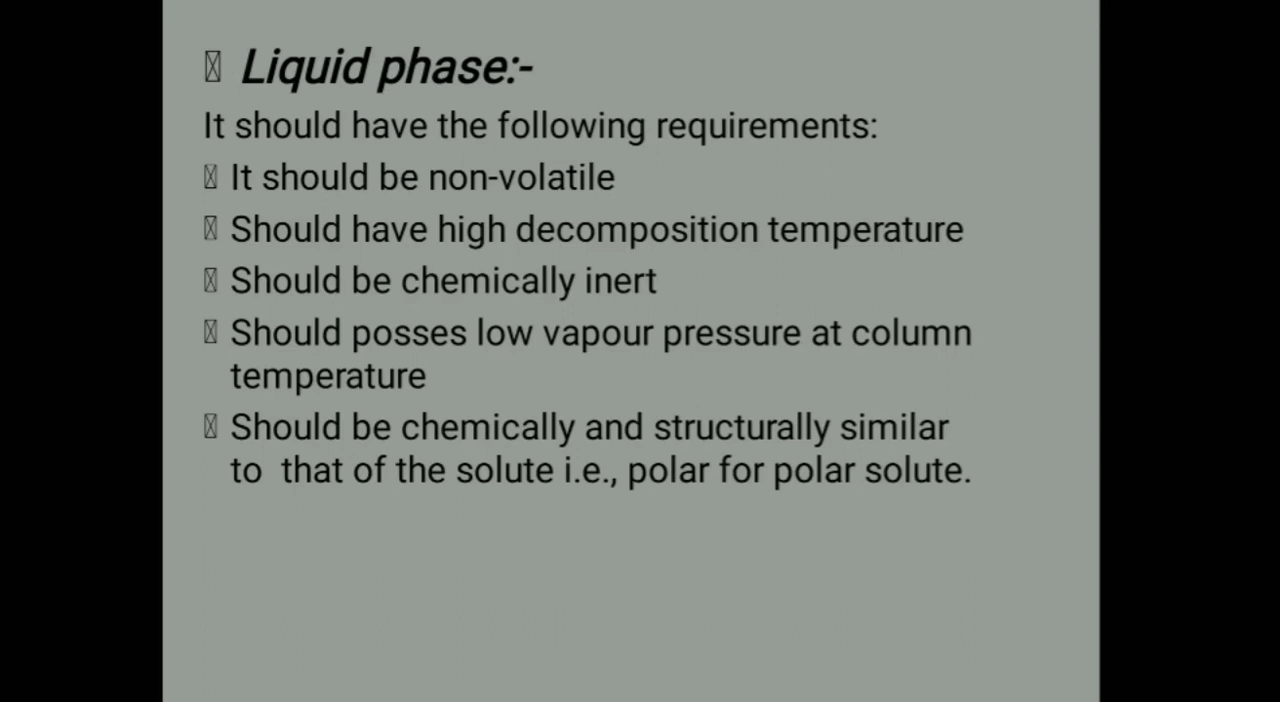 Liquid phase:-
It should have the following requirements:
It should be non-volatile
Should have high decomposition temperature
Should be chemically inert
Should posses low vapour pressure at column
temperature
Should be chemically and structurally similar
to  that of the solute i.e., polar for polar solute.